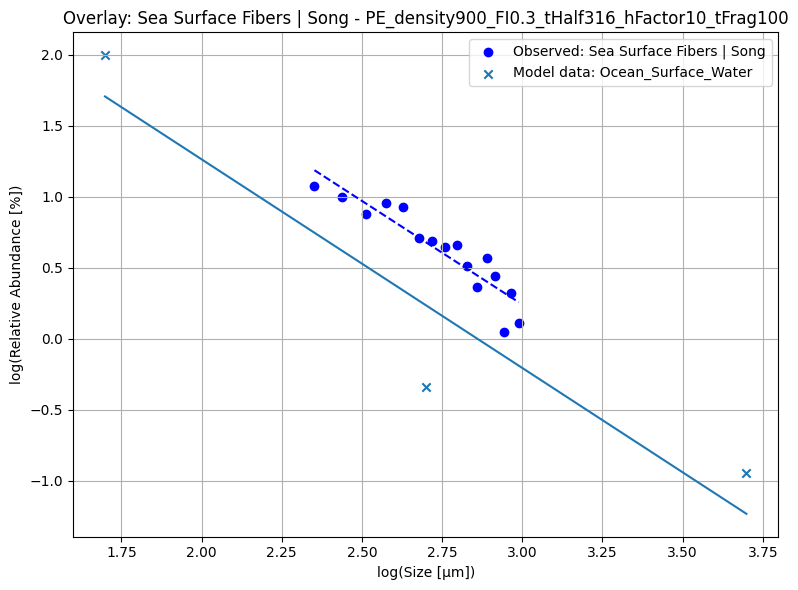 Overlay: Sea Surface Fibers | Song - PE_density900_FI0.3_tHalf316_hFactor10_tFrag100
Observed: Sea Surface Fibers | Song
Model data: Ocean_Surface_Water
log(Relative Abundance [%])
2.0
1.5
1.0
0.5
0.0
−0.5
−1.0
1.75 2.00 2.25 2.50 2.75 3.00 3.25 3.50 3.75
log(Size [μm])